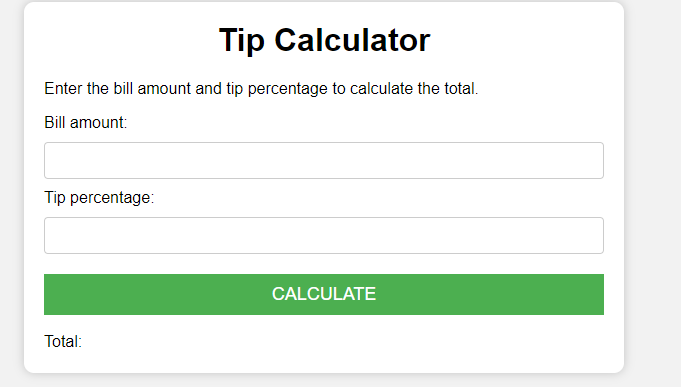 Tip Calculator
Enter the bill amount and tip percentage to calculate the total.
Bill amount:
Tip percentage:
CALCULATE
Total: